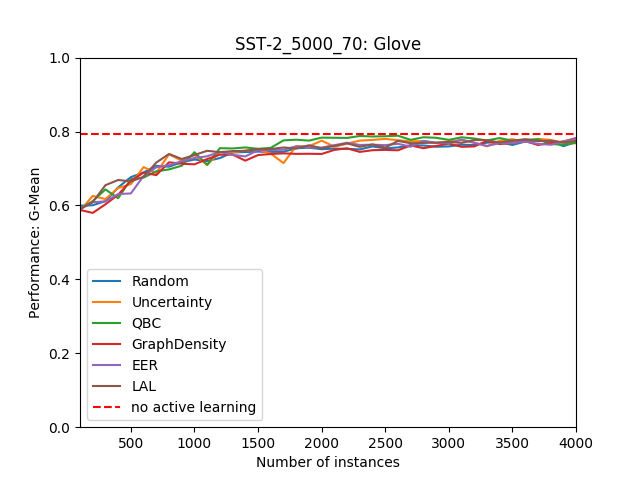 SST-2_5000_70: Glove
1.0
0.8
0.6
0.4
0.2
0.0
Performance: G-Mean
Random
Uncertainty
QBC
GraphDensity
EER
LAL
no active learning
500 1000 1500 2000 2500 3000 3500 4000
Number of instances